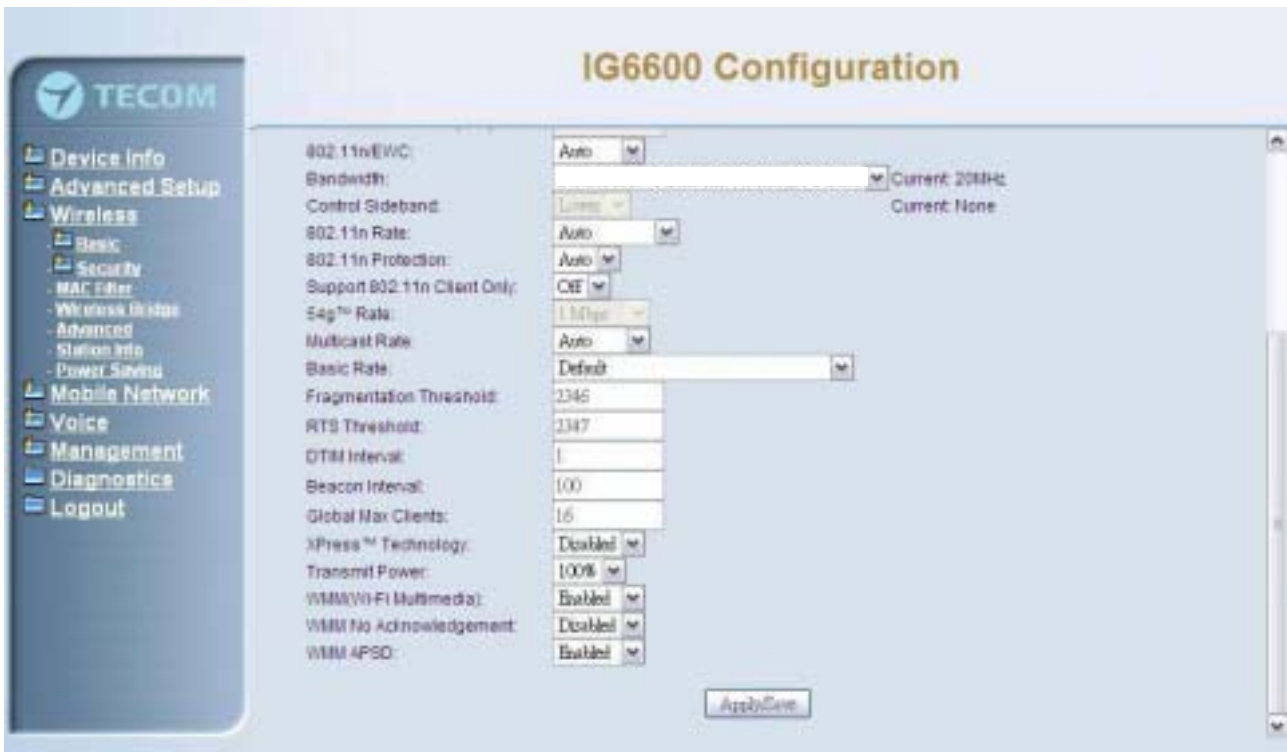 IG6600 Configuration
TECOM
Device Info
Advanced Setup
Wireless
Basic
Security
- MAC Filter
- Wireless Bridge
- Advanced
- Station Info
- Power Saving
Mobile Network
Voice
Management
Diagnostics
Logout
802.11n/EWC: Auto
Bandwidth: Current: 20MHz
Control Sideband: Lower Current: None
802.11n Rate: Auto
802.11n Protection: Auto
Support 802.11n Client Only: Off
54g™ Rate: 1 Mbps
Multicast Rate: Auto
Basic Rate: Default
Fragmentation Threshold: 2346
RTS Threshold: 2347
DTIM Interval: 1
Beacon Interval: 100
Global Max Clients: 16
XPress™ Technology: Disabled
Transmit Power: 100%
WMM(Wi-Fi Multimedia): Enabled
WMM No Acknowledgement: Disabled
WMM APSD: Enabled
Apply/Save